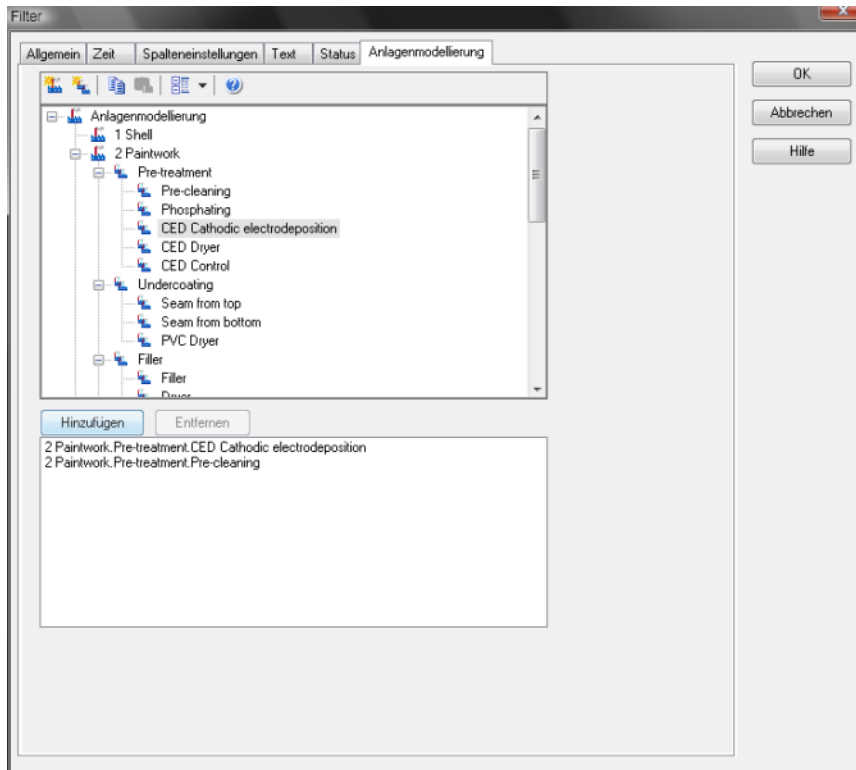 Filter
Allgemein Zeit Spalteneinstellungen Text Status Anlagenmodellierung
OK
Abbrechen
Hilfe
Anlagenmodellierung
1 Shell
2 Paintwork
Pre-treatment
Pre-cleaning
Phosphating
CED Cathodic electrodeposition
CED Dryer
CED Control
Undercoating
Seam from top
Seam from bottom
PVC Dryer
Filler
Filler
Dryer
Hinzufügen Entfernen
2 Paintwork.Pre-treatment.CED Cathodic electrodeposition
2 Paintwork.Pre-treatment.Pre-cleaning